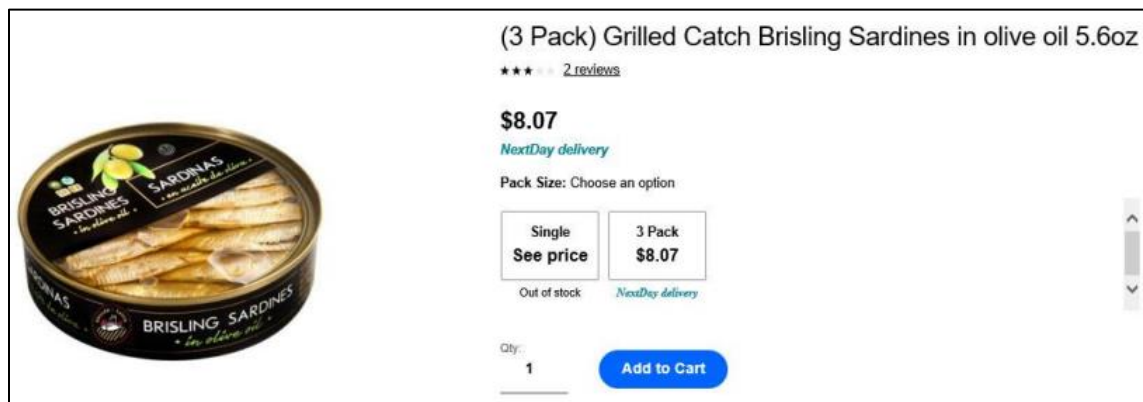 (3 Pack) Grilled Catch Brisling Sardines in olive oil 5.6oz
2 reviews
$8.07
NextDay delivery
Pack Size: Choose an option
Single
See price
3 Pack
$8.07
Out of stock
NextDay delivery
Qty:
1
Add to Cart
BRISLING
SARDINES
• in olive oil •
SARDINAS
• en aceite de oliva •
BRISLING SARDINES
• in olive oil •